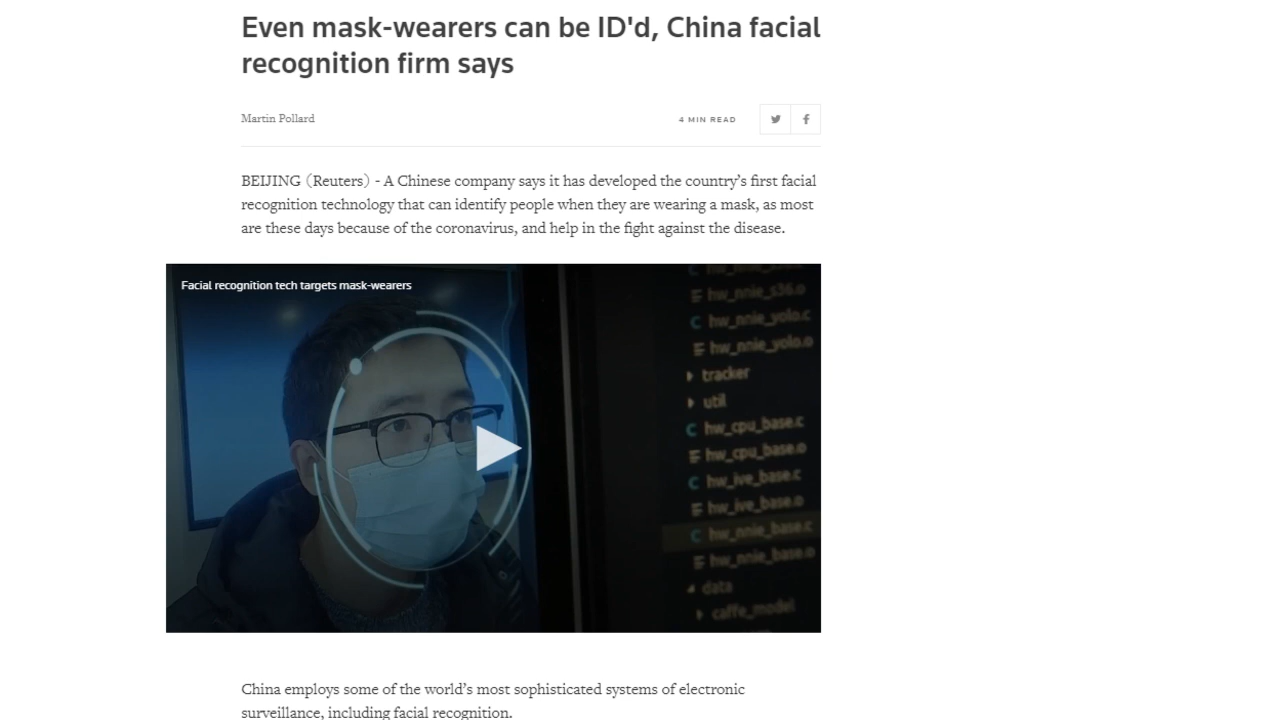 Even mask-wearers can be ID'd, China facial
recognition firm says
Martin Pollard
4 MIN READ
BEIJING (Reuters) - A Chinese company says it has developed the country’s first facial
recognition technology that can identify people when they are wearing a mask, as most
are these days because of the coronavirus, and help in the fight against the disease.
Facial recognition tech targets mask-wearers
hw_nnie_s36.o
hw_nnie_yolo.c
hw_nnie_yolo.o
tracker
util
hw_cpu_base.c
hw_cpu_base.o
hw_ive_base.c
hw_ive_base.o
hw_nnie_base.c
hw_nnie_base.o
data
caffe_model
China employs some of the world’s most sophisticated systems of electronic
surveillance, including facial recognition.